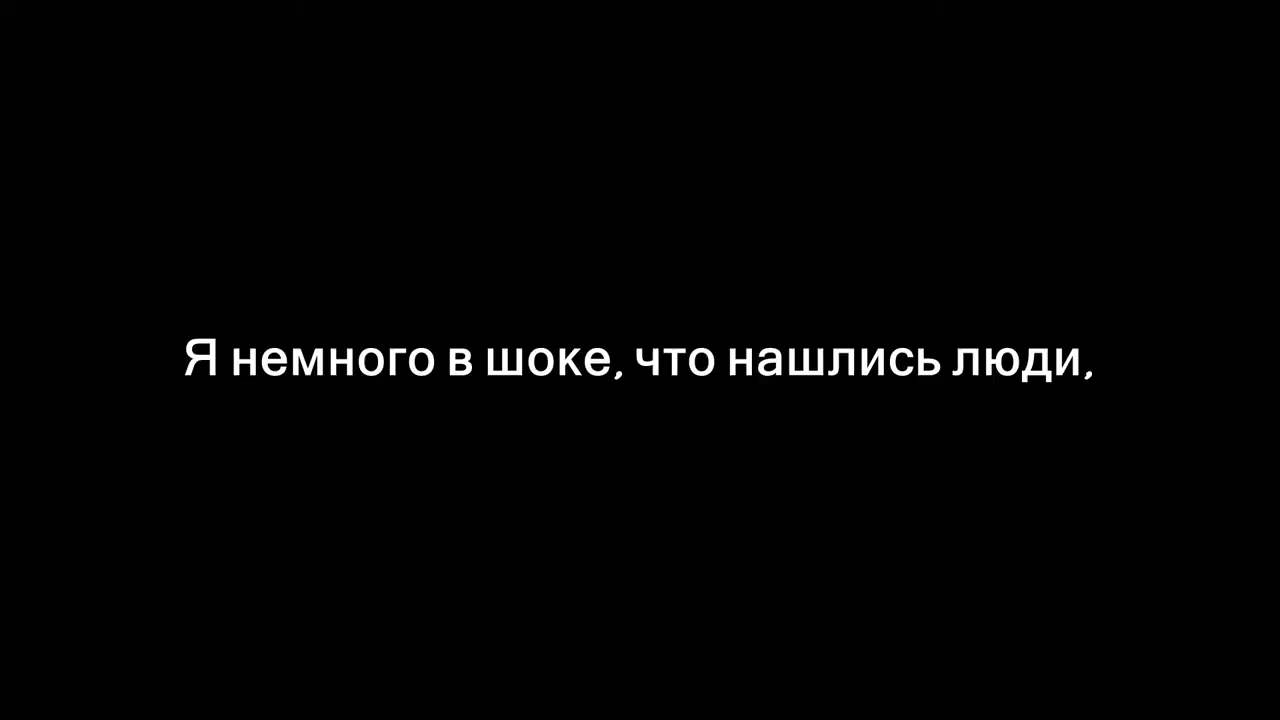 Я немного в шоке, что нашлись люди,